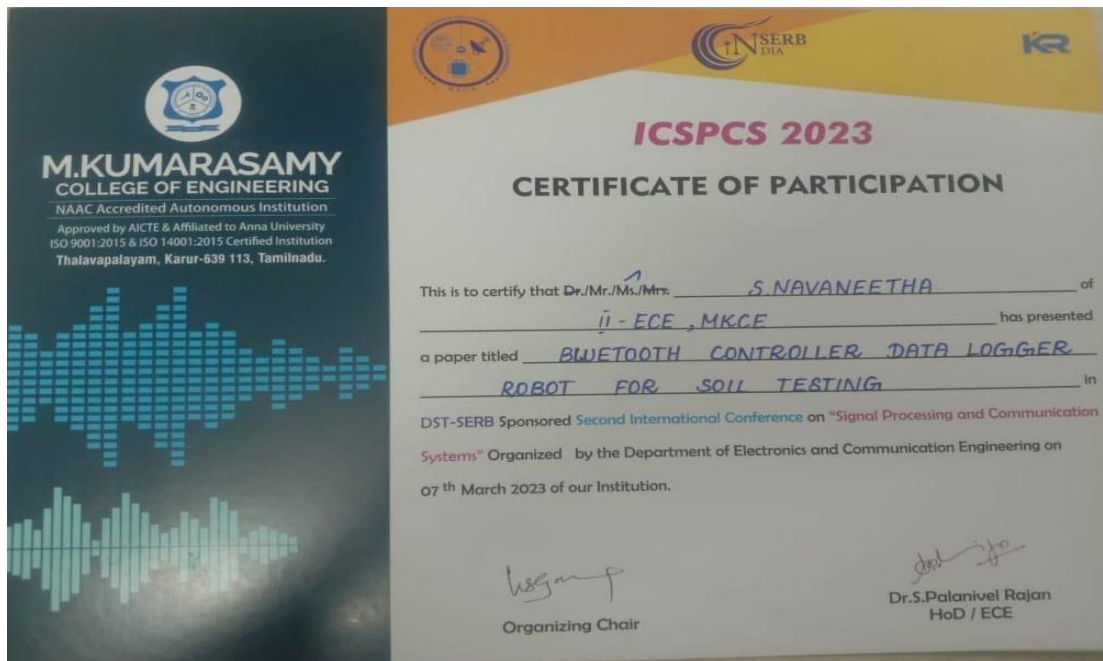 M.KUMARASAMY
COLLEGE OF ENGINEERING
NAAC Accredited Autonomous Institution
Approved by AICTE & Affiliated to Anna University
ISO 9001:2015 & ISO 14001:2015 Certified Institution
Thalavapalayam, Karur-639 113, Tamilnadu.
iN SERB
DIA
KR
ICSPCS 2023
CERTIFICATE OF PARTICIPATION
This is to certify that Dr./Mr./Ms./Mrs. S.NAVANEETHA of
II - ECE , MKCE has presented
a paper titled BLUETOOTH CONTROLLER DATA LOGGER
ROBOT FOR SOIL TESTING in
DST-SERB Sponsored Second International Conference on "Signal Processing and Communication
Systems" Organized by the Department of Electronics and Communication Engineering on
07 th March 2023 of our Institution.
Organizing Chair
Dr.S.Palanivel Rajan
HoD / ECE